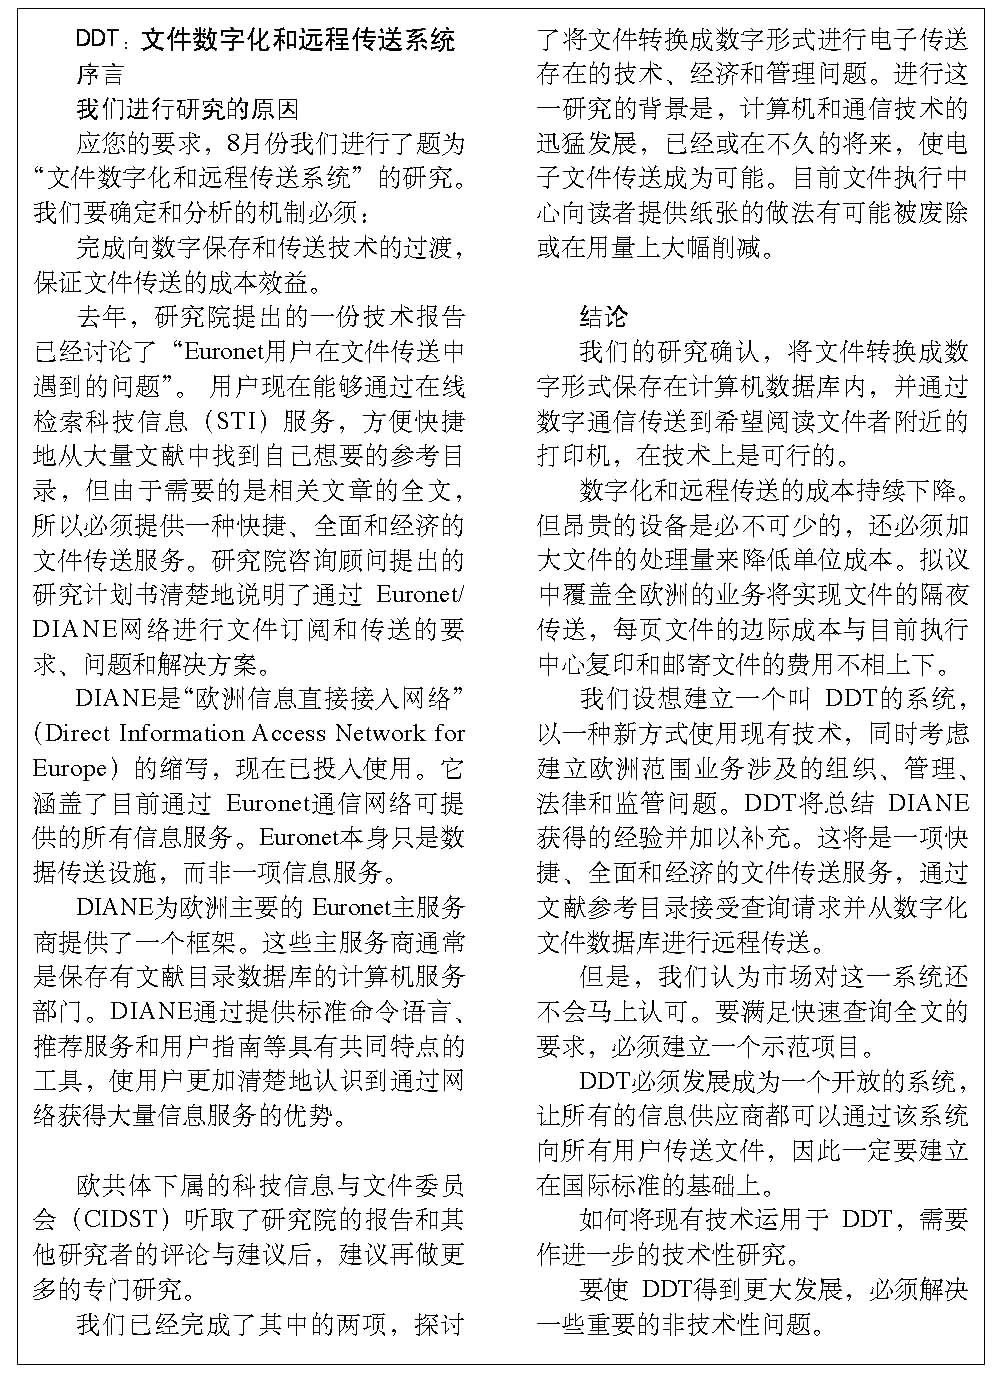 DDT：文件数字化和远程传送系统
序言
我们进行研究的原因
应您的要求，8月份我们进行了题为
“文件数字化和远程传送系统”的研究。
我们要确定和分析的机制必须：
完成向数字保存和传送技术的过渡，
保证文件传送的成本效益。
去年，研究院提出的一份技术报告
已经讨论了“Euronet用户在文件传送中
遇到的问题”。 用户现在能够通过在线
检索科技信息（STI）服务，方便快捷
地从大量文献中找到自己想要的参考目
录，但由于需要的是相关文章的全文，
所以必须提供一种快捷、全面和经济的
文件传送服务。研究院咨询顾问提出的
研究计划书清楚地说明了通过 Euronet/
DIANE网络进行文件订阅和传送的要
求、问题和解决方案。
DIANE是“欧洲信息直接接入网络”
（Direct Information Access Network for
Europe）的缩写，现在已投入使用。它
涵盖了目前通过 Euronet通信网络可提
供的所有信息服务。Euronet本身只是数
据传送设施，而非一项信息服务。
DIANE为欧洲主要的 Euronet主服务
商提供了一个框架。这些主服务商通常
是保存有文献目录数据库的计算机服务
部门。DIANE通过提供标准命令语言、
推荐服务和用户指南等具有共同特点的
工具，使用户更加清楚地认识到通过网
络获得大量信息服务的优势。
欧共体下属的科技信息与文件委员
会（CIDST）听取了研究院的报告和其
他研究者的评论与建议后，建议再做更
多的专门研究。
我们已经完成了其中的两项，探讨
了将文件转换成数字形式进行电子传送
存在的技术、经济和管理问题。进行这
一研究的背景是，计算机和通信技术的
迅猛发展，已经或在不久的将来，使电
子文件传送成为可能。目前文件执行中
心向读者提供纸张的做法有可能被废除
或在用量上大幅削减。
结论
我们的研究确认，将文件转换成数
字形式保存在计算机数据库内，并通过
数字通信传送到希望阅读文件者附近的
打印机，在技术上是可行的。
数字化和远程传送的成本持续下降。
但昂贵的设备是必不可少的，还必须加
大文件的处理量来降低单位成本。拟议
中覆盖全欧洲的业务将实现文件的隔夜
传送，每页文件的边际成本与目前执行
中心复印和邮寄文件的费用不相上下。
我们设想建立一个叫 DDT的系统，
以一种新方式使用现有技术，同时考虑
建立欧洲范围业务涉及的组织、管理、
法律和监管问题。DDT将总结 DIANE
获得的经验并加以补充。这将是一项快
捷、全面和经济的文件传送服务，通过
文献参考目录接受查询请求并从数字化
文件数据库进行远程传送。
但是，我们认为市场对这一系统还
不会马上认可。要满足快速查询全文的
要求，必须建立一个示范项目。
DDT必须发展成为一个开放的系统，
让所有的信息供应商都可以通过该系统
向所有用户传送文件，因此一定要建立
在国际标准的基础上。
如何将现有技术运用于 DDT，需要
作进一步的技术性研究。
要使 DDT得到更大发展，必须解决
一些重要的非技术性问题。